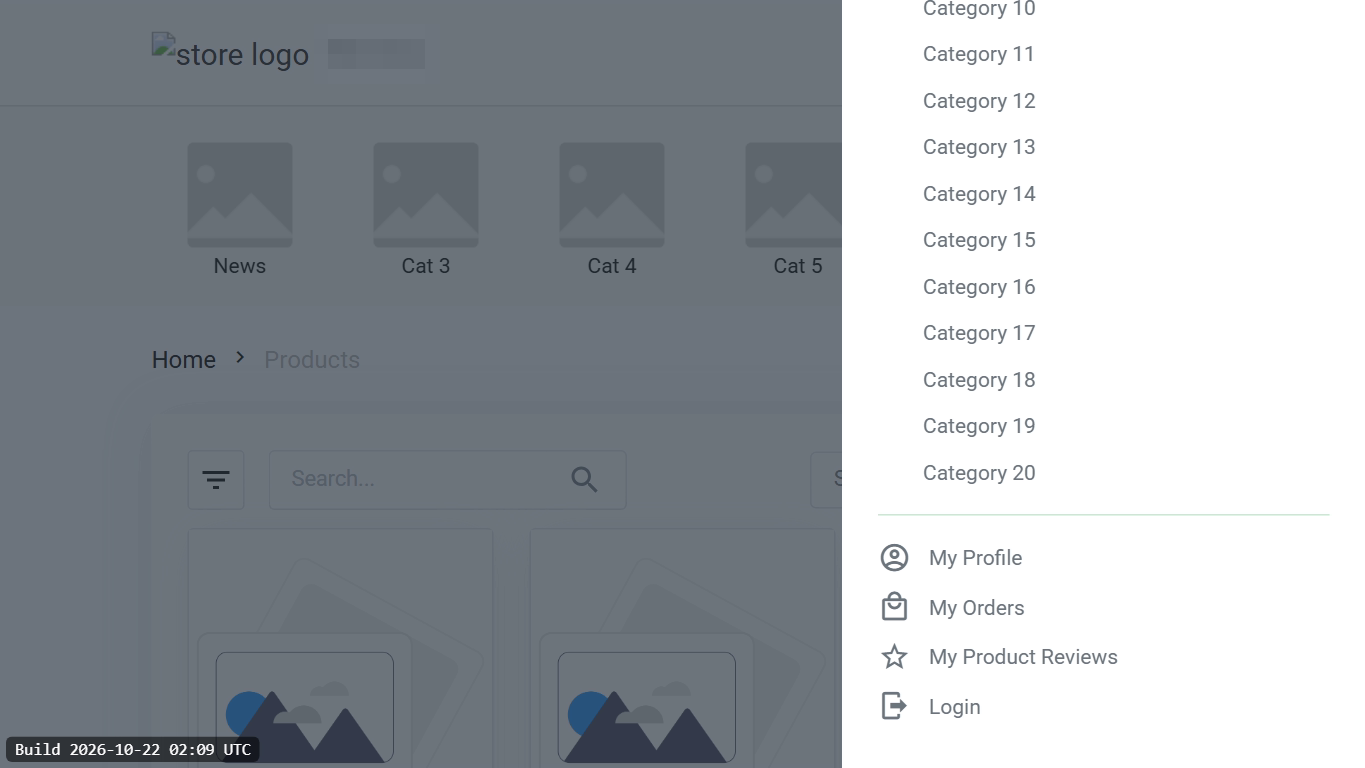 store logo
News
Cat 3
Cat 4
Cat 5
Home
Products
Search...
Category 10
Category 11
Category 12
Category 13
Category 14
Category 15
Category 16
Category 17
Category 18
Category 19
Category 20
My Profile
My Orders
My Product Reviews
Login
Build 2026-10-22 02:09 UTC